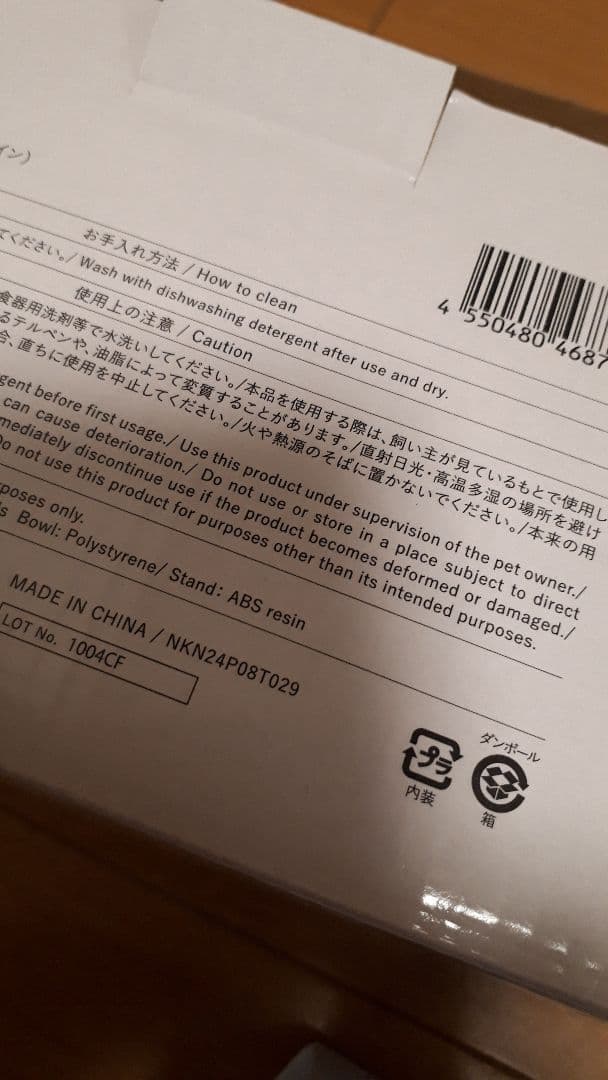 イン)
お手入れ方法 / How to clean
てください。/ Wash with dishwashing detergent after use and dry.
使用上の注意 / Caution
食器用洗剤等で水洗いしてください。/本品を使用する際は、飼い主が見ているもとで使用し
るテルペンや、油脂によって変質することがあります。/直射日光・高温多湿の場所を避け
合、直ちに使用を中止してください。/火や熱源のそばに置かないでください。/本来の用
gent before first usage./ Use this product under supervision of the pet owner./
can cause deterioration./ Do not use or store in a place subject to direct
mediately discontinue use if the product becomes deformed or damaged./
Do not use this product for purposes other than its intended purposes.
rposes only.
Bowl: Polystyrene/ Stand: ABS resin
MADE IN CHINA / NKN24P08T029
LOT No. 1004CF
4 550480 4687
プラ
内装
ダンボール
箱